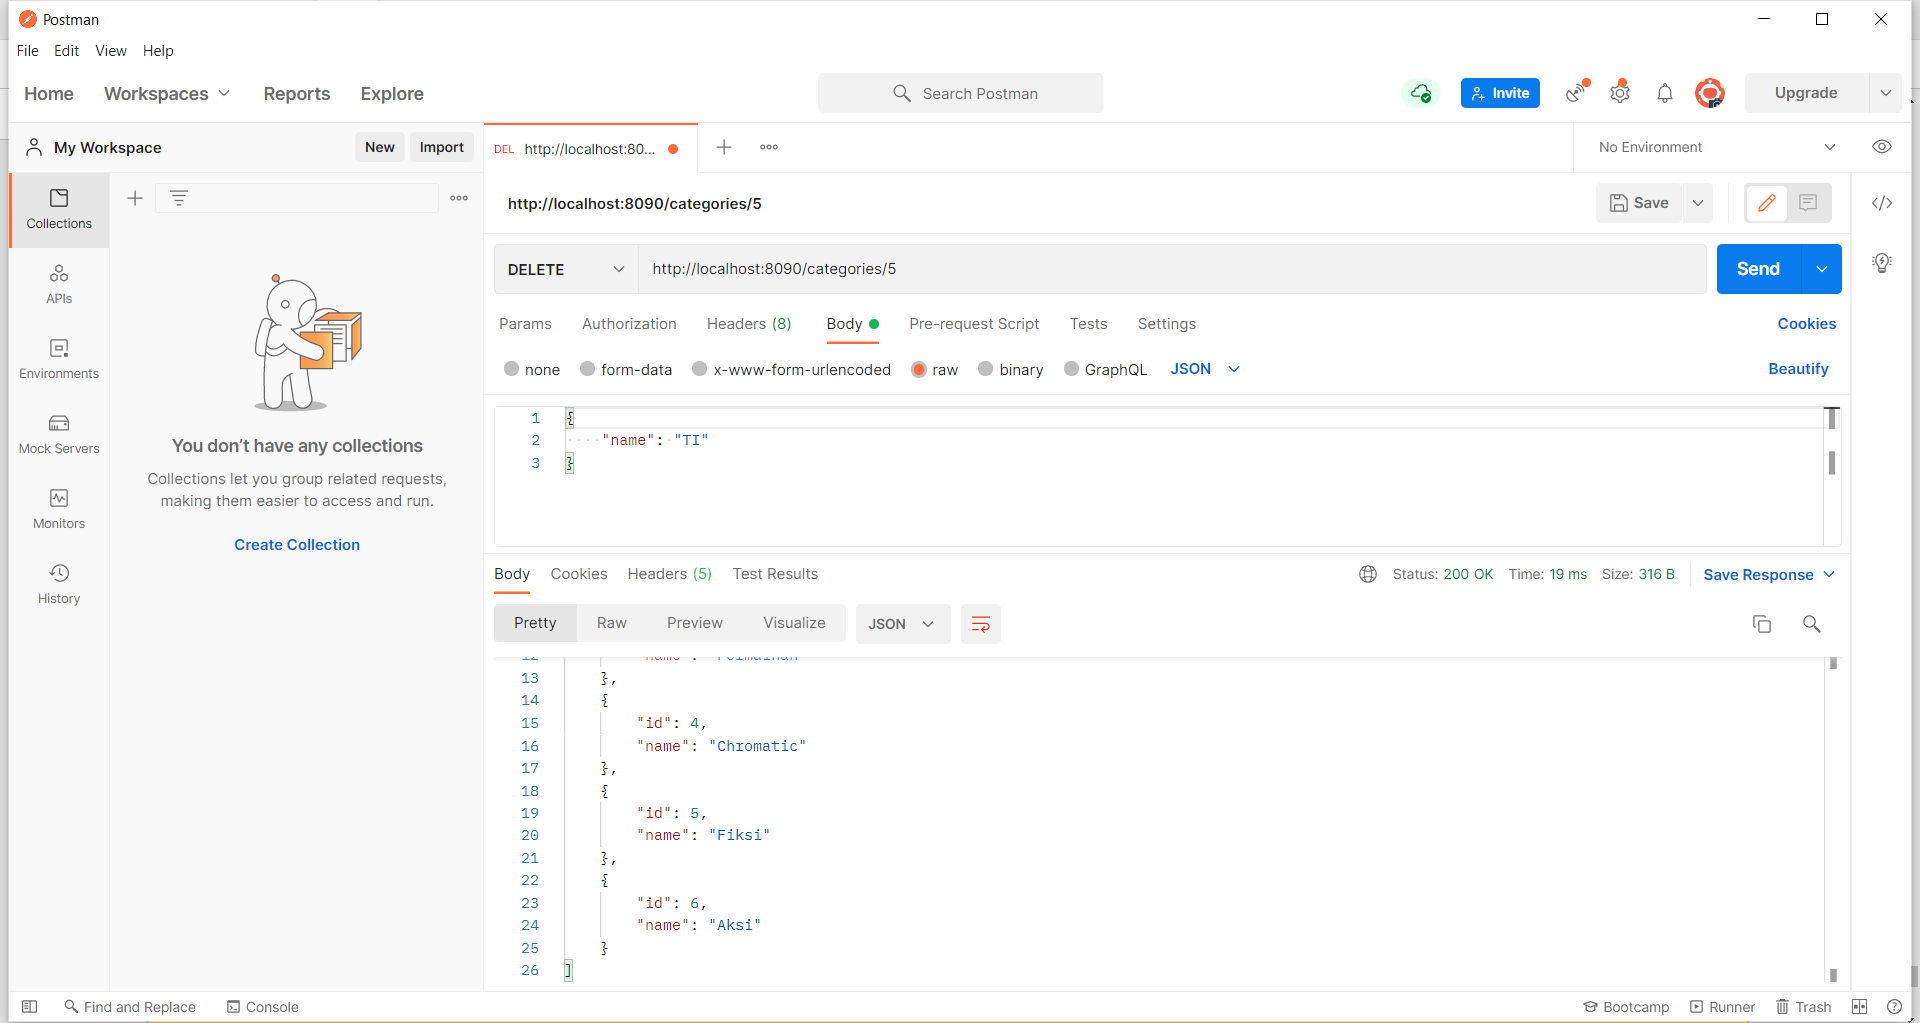 Postman
File Edit View Help
Home Workspaces Reports Explore
Search Postman
Invite
Upgrade
My Workspace
New Import
DEL http://localhost:80...
No Environment
Collections
APIs
Environments
Mock Servers
Monitors
History
You don't have any collections
Collections let you group related requests,
making them easier to access and run.
Create Collection
http://localhost:8090/categories/5
Save
DELETE http://localhost:8090/categories/5
Send
Params Authorization Headers (8) Body Pre-request Script Tests Settings
Cookies
none form-data x-www-form-urlencoded raw binary GraphQL JSON
Beautify
1 {
2 "name": "TI"
3 }
Body Cookies Headers (5) Test Results
Status: 200 OK Time: 19 ms Size: 316 B Save Response
Pretty Raw Preview Visualize JSON
13 },
14 {
15 "id": 4,
16 "name": "Chromatic"
17 },
18 {
19 "id": 5,
20 "name": "Fiksi"
21 },
22 {
23 "id": 6,
24 "name": "Aksi"
25 }
26 ]
Find and Replace Console
Bootcamp Runner Trash